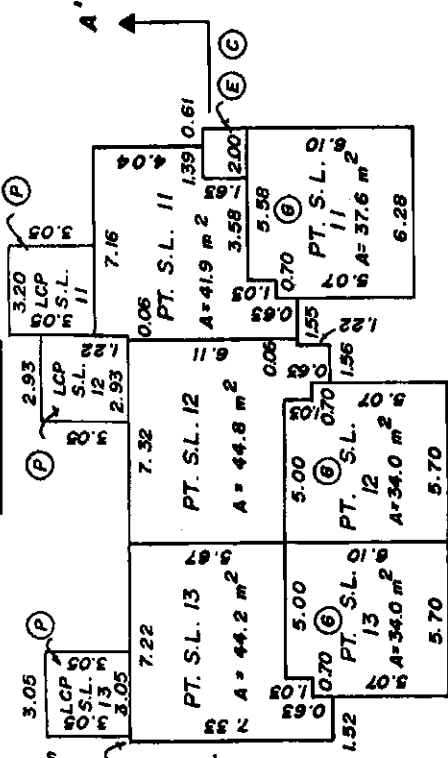 A'
P
3.20
LCP
S.L.
11
3.05
3.05
2.93
LCP
S.L.
12
2.93
1.22
3.05
P
P
3.05
LCP
S.L.
13
3.05
3.05
3.05
7.16
4.04
0.61
E
C
1.39
2.00
0.06
PT. S.L. 11
A=41.9 m²
1.63
3.58
5.58
6.10
G
PT. S.L.
11
A=37.6 m²
0.70
1.03
0.63
5.07
6.28
7.32
6.11
PT. S.L. 12
A = 44.8 m²
0.06
1.55
1.22
0.63
1.56
7.22
5.67
PT. S.L. 13
A = 44.2 m²
7.33
5.00
1.03
0.70
G
PT. S.L.
12
A=34.0 m²
5.07
5.70
5.00
6.10
G
PT. S.L.
13
A=34.0 m²
1.03
0.70
0.63
5.07
5.70
1.52